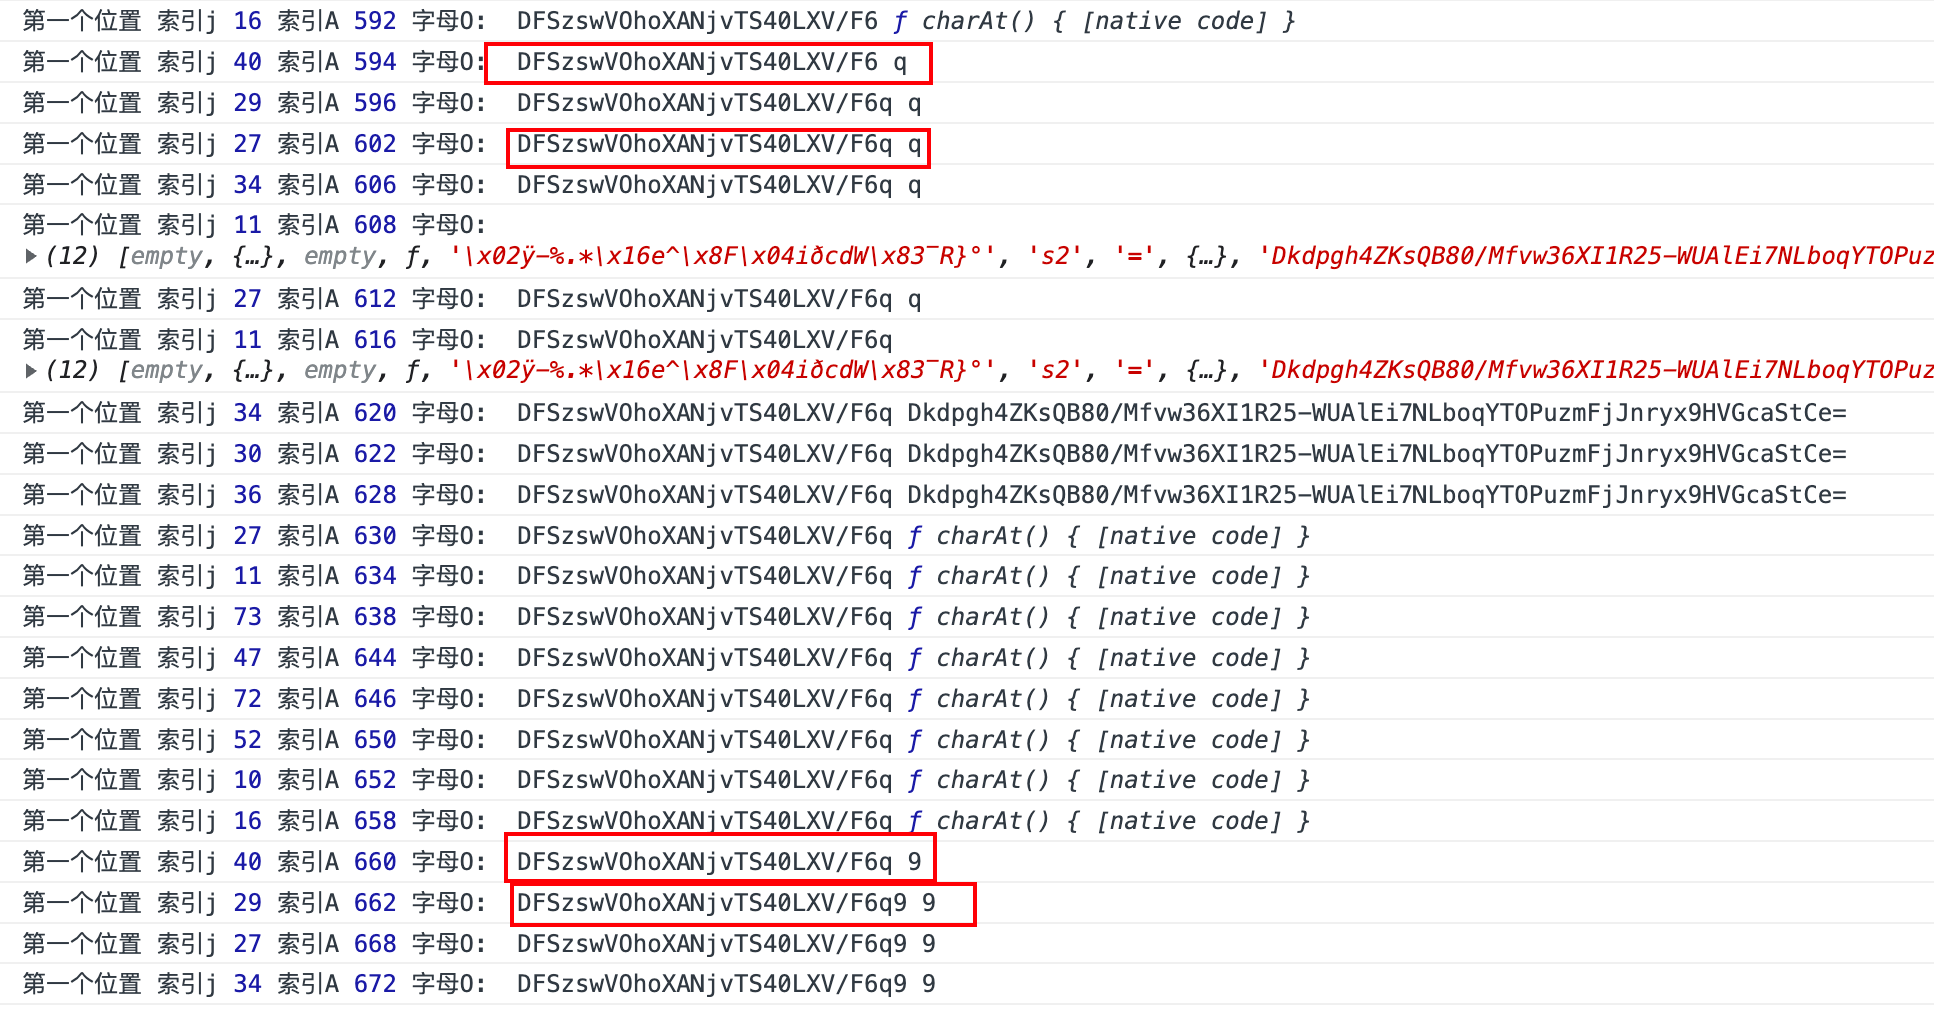 第一个位置 索引j 16 索引A 592 字母O: DFSzswVOhoXANjvTS40LXV/F6 ƒ charAt() { [native code] }
第一个位置 索引j 40 索引A 594 字母O: DFSzswVOhoXANjvTS40LXV/F6 q
第一个位置 索引j 29 索引A 596 字母O: DFSzswVOhoXANjvTS40LXV/F6q q
第一个位置 索引j 27 索引A 602 字母O: DFSzswVOhoXANjvTS40LXV/F6q q
第一个位置 索引j 34 索引A 606 字母O: DFSzswVOhoXANjvTS40LXV/F6q q
第一个位置 索引j 11 索引A 608 字母O:
(12) [empty, {…}, empty, ƒ, '\x02ÿ-%.*\x16e^\x8F\x04iðcdW\x83¯R}°', 's2', '=', {…}, 'Dkdpgh4ZKsQB80/Mfvw36XI1R25-WUAlEi7NLboqYTOPuz
第一个位置 索引j 27 索引A 612 字母O: DFSzswVOhoXANjvTS40LXV/F6q q
第一个位置 索引j 11 索引A 616 字母O: DFSzswVOhoXANjvTS40LXV/F6q
(12) [empty, {…}, empty, ƒ, '\x02ÿ-%.*\x16e^\x8F\x04iðcdW\x83¯R}°', 's2', '=', {…}, 'Dkdpgh4ZKsQB80/Mfvw36XI1R25-WUAlEi7NLboqYTOPuz
第一个位置 索引j 34 索引A 620 字母O: DFSzswVOhoXANjvTS40LXV/F6q Dkdpgh4ZKsQB80/Mfvw36XI1R25-WUAlEi7NLboqYTOPuzmFjJnryx9HVGcaStCe=
第一个位置 索引j 30 索引A 622 字母O: DFSzswVOhoXANjvTS40LXV/F6q Dkdpgh4ZKsQB80/Mfvw36XI1R25-WUAlEi7NLboqYTOPuzmFjJnryx9HVGcaStCe=
第一个位置 索引j 36 索引A 628 字母O: DFSzswVOhoXANjvTS40LXV/F6q Dkdpgh4ZKsQB80/Mfvw36XI1R25-WUAlEi7NLboqYTOPuzmFjJnryx9HVGcaStCe=
第一个位置 索引j 27 索引A 630 字母O: DFSzswVOhoXANjvTS40LXV/F6q ƒ charAt() { [native code] }
第一个位置 索引j 11 索引A 634 字母O: DFSzswVOhoXANjvTS40LXV/F6q ƒ charAt() { [native code] }
第一个位置 索引j 73 索引A 638 字母O: DFSzswVOhoXANjvTS40LXV/F6q ƒ charAt() { [native code] }
第一个位置 索引j 47 索引A 644 字母O: DFSzswVOhoXANjvTS40LXV/F6q ƒ charAt() { [native code] }
第一个位置 索引j 72 索引A 646 字母O: DFSzswVOhoXANjvTS40LXV/F6q ƒ charAt() { [native code] }
第一个位置 索引j 52 索引A 650 字母O: DFSzswVOhoXANjvTS40LXV/F6q ƒ charAt() { [native code] }
第一个位置 索引j 10 索引A 652 字母O: DFSzswVOhoXANjvTS40LXV/F6q ƒ charAt() { [native code] }
第一个位置 索引j 16 索引A 658 字母O: DFSzswVOhoXANjvTS40LXV/F6q ƒ charAt() { [native code] }
第一个位置 索引j 40 索引A 660 字母O: DFSzswVOhoXANjvTS40LXV/F6q 9
第一个位置 索引j 29 索引A 662 字母O: DFSzswVOhoXANjvTS40LXV/F6q9 9
第一个位置 索引j 27 索引A 668 字母O: DFSzswVOhoXANjvTS40LXV/F6q9 9
第一个位置 索引j 34 索引A 672 字母O: DFSzswVOhoXANjvTS40LXV/F6q9 9